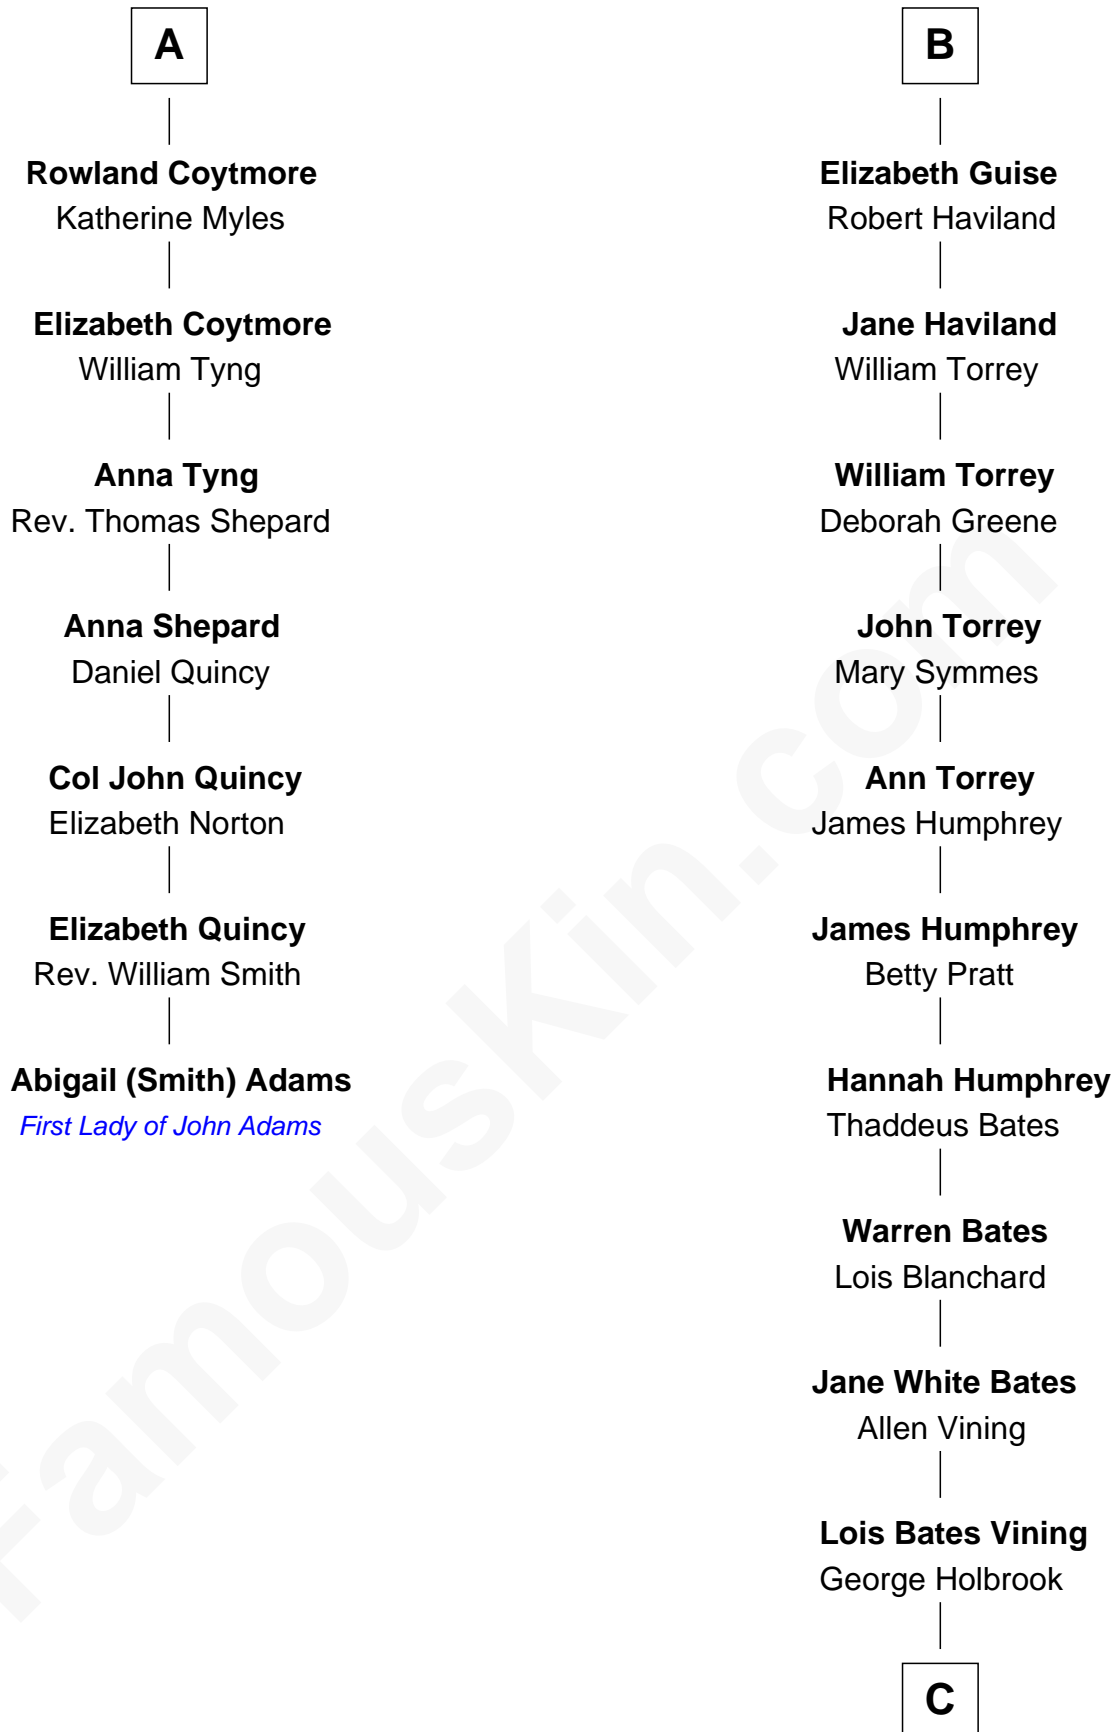 A
Rowland Coytmore
Katherine Myles
Elizabeth Coytmore
William Tyng
Anna Tyng
Rev. Thomas Shepard
Anna Shepard
Daniel Quincy
Col John Quincy
Elizabeth Norton
Elizabeth Quincy
Rev. William Smith
Abigail (Smith) Adams
First Lady of John Adams
B
Elizabeth Guise
Robert Haviland
Jane Haviland
William Torrey
William Torrey
Deborah Greene
John Torrey
Mary Symmes
Ann Torrey
James Humphrey
James Humphrey
Betty Pratt
Hannah Humphrey
Thaddeus Bates
Warren Bates
Lois Blanchard
Jane White Bates
Allen Vining
Lois Bates Vining
George Holbrook
C
FamousKin.com